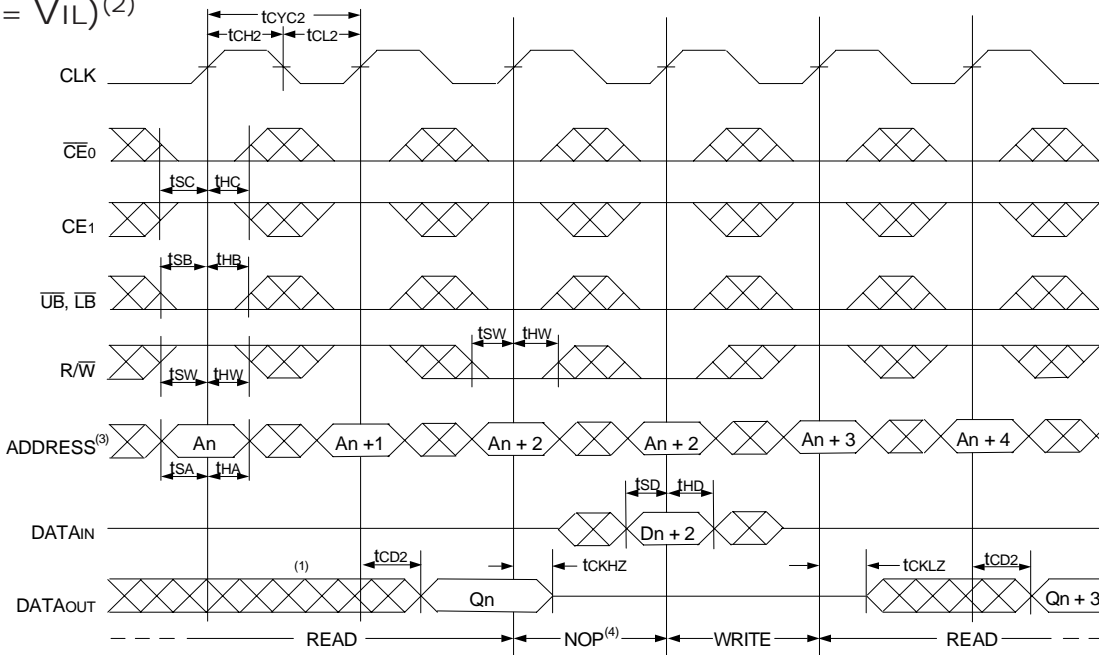 = VIL)(2)
tCYC2
tCH2 tCL2
CLK
CE0
tSC tHC
CE1
tSB tHB
UB, LB
tSW tHW
R/W
tSW tHW
ADDRESS(3) An An +1 An + 2 An + 2 An + 3 An + 4
tSA tHA
tSD tHD
DATAIN Dn + 2
(1) tCD2 tCKHZ tCKLZ tCD2
DATAOUT Qn Qn + 3
READ NOP(4) WRITE READ